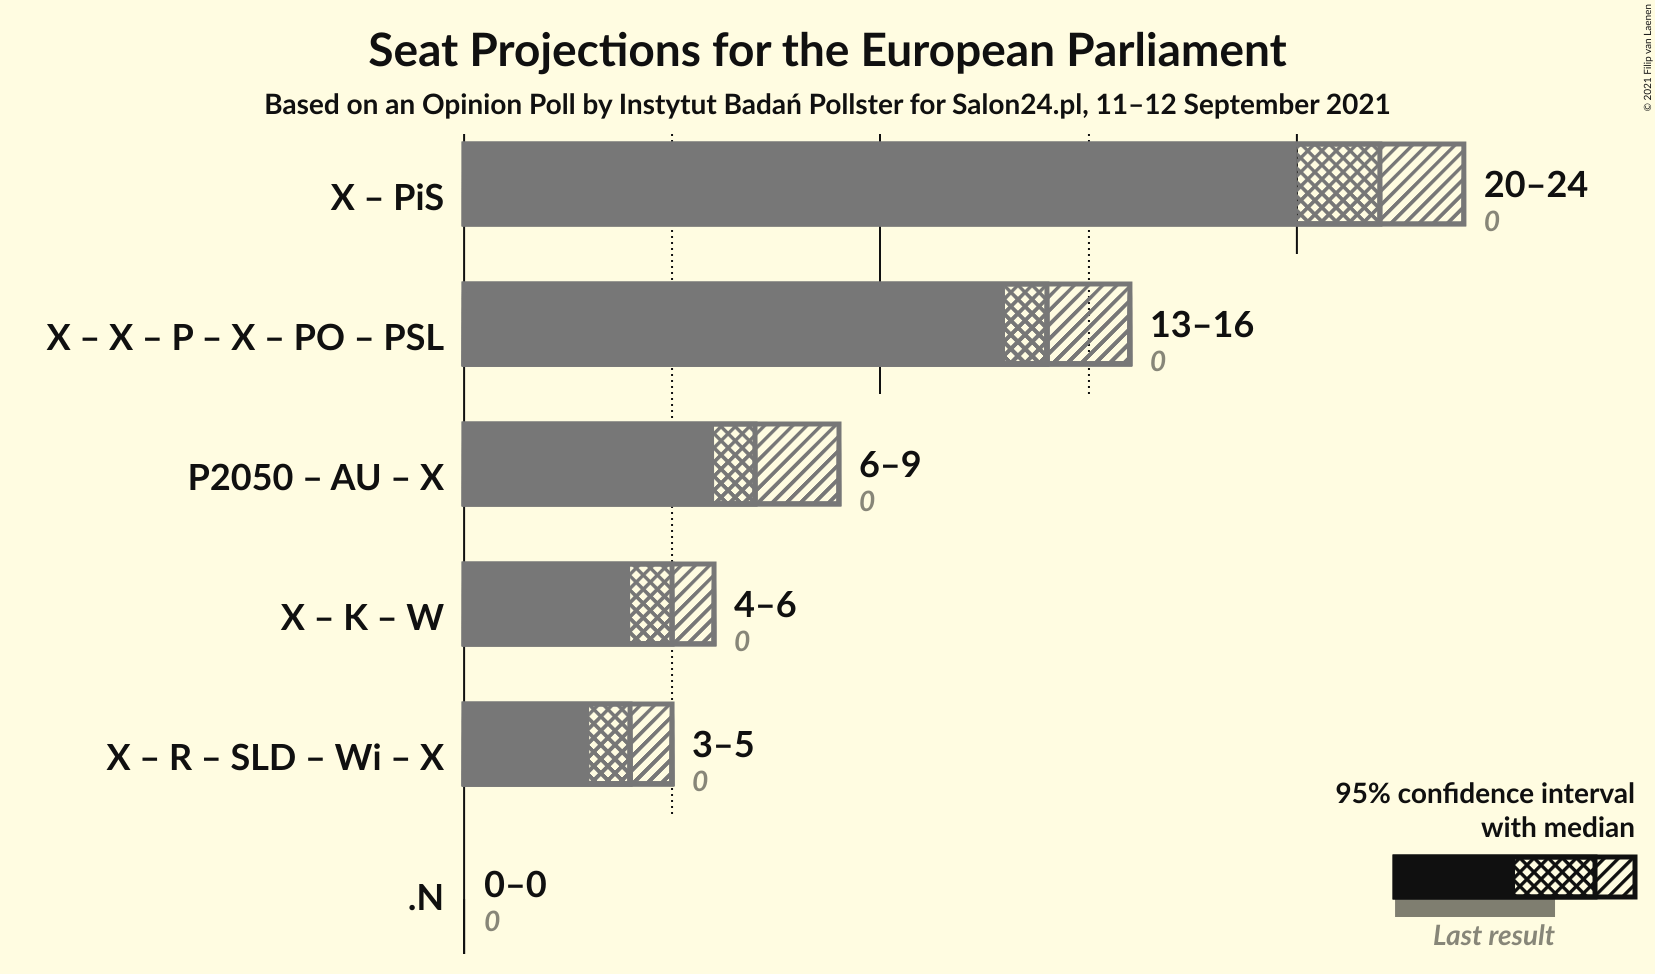 Seat Projections for the European Parliament
Based on an Opinion Poll by Instytut Badań Pollster for Salon24.pl, 11–12 September 2021
© 2021 Filip van Laenen
X – PiS
20–24
0
X – X – P – X – PO – PSL
13–16
0
P2050 – AU – X
6–9
0
X – K – W
4–6
0
X – R – SLD – Wi – X
3–5
0
.N
0–0
0
95% confidence interval
with median
Last result